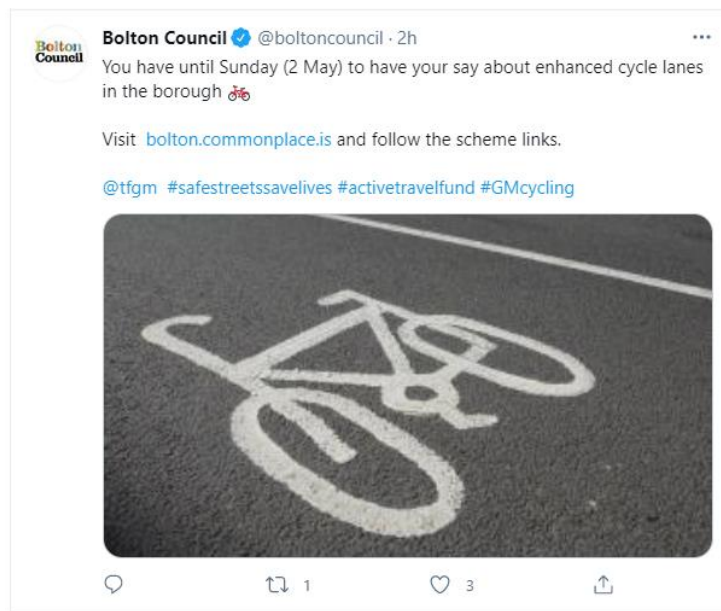 Bolton Council
Bolton Council @boltoncouncil · 2h
You have until Sunday (2 May) to have your say about enhanced cycle lanes
in the borough 🚲
Visit bolton.commonplace.is and follow the scheme links.
@tfgm #safestreetssavelives #activetravelfund #GMcycling
1 3